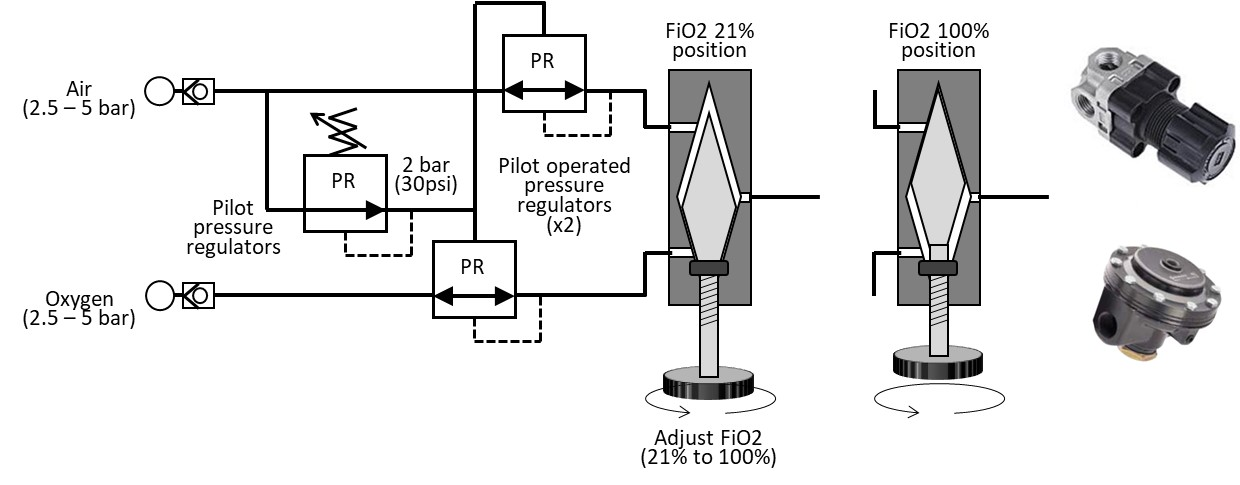 Air
(2.5 – 5 bar)
PR
FiO2 21%
position
FiO2 100%
position
PR
2 bar
(30psi)
Pilot
pressure
regulators
Pilot operated
pressure
regulators
(x2)
PR
Oxygen
(2.5 – 5 bar)
Adjust FiO2
(21% to 100%)